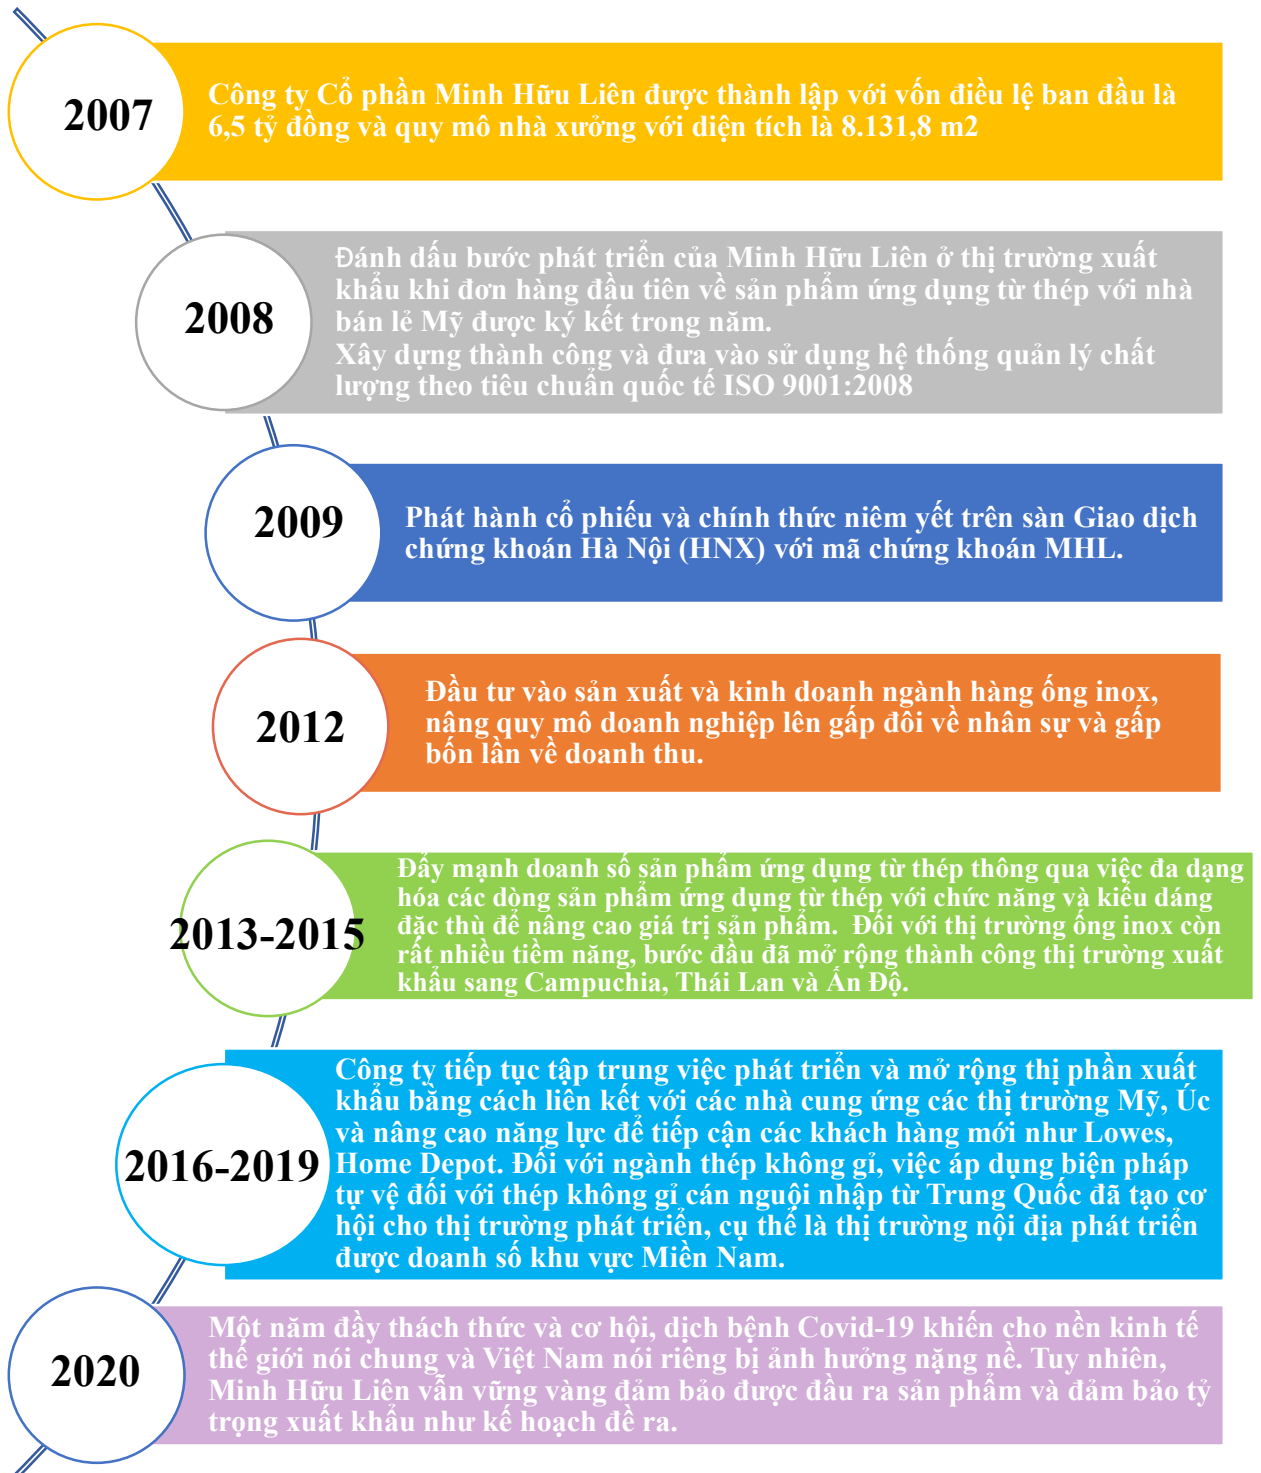 2007
Công ty Cổ phần Minh Hữu Liên được thành lập với vốn điều lệ ban đầu là
6,5 tỷ đồng và quy mô nhà xưởng với diện tích là 8.131,8 m2
2008
Đánh dấu bước phát triển của Minh Hữu Liên ở thị trường xuất
khẩu khi đơn hàng đầu tiên về sản phẩm ứng dụng từ thép với nhà
bán lẻ Mỹ được ký kết trong năm.
Xây dựng thành công và đưa vào sử dụng hệ thống quản lý chất
lượng theo tiêu chuẩn quốc tế ISO 9001:2008
2009
Phát hành cổ phiếu và chính thức niêm yết trên sàn Giao dịch
chứng khoán Hà Nội (HNX) với mã chứng khoán MHL.
2012
Đầu tư vào sản xuất và kinh doanh ngành hàng ống inox,
nâng quy mô doanh nghiệp lên gấp đôi về nhân sự và gấp
bốn lần về doanh thu.
2013-2015
Đẩy mạnh doanh số sản phẩm ứng dụng từ thép thông qua việc đa dạng
hóa các dòng sản phẩm ứng dụng từ thép với chức năng và kiểu dáng
đặc thù để nâng cao giá trị sản phẩm. Đối với thị trường ống inox còn
rất nhiều tiềm năng, bước đầu đã mở rộng thành công thị trường xuất
khẩu sang Campuchia, Thái Lan và Ấn Độ.
2016-2019
Công ty tiếp tục tập trung việc phát triển và mở rộng thị phần xuất
khẩu bằng cách liên kết với các nhà cung ứng các thị trường Mỹ, Úc
và nâng cao năng lực để tiếp cận các khách hàng mới như Lowes,
Home Depot. Đối với ngành thép không gỉ, việc áp dụng biện pháp
tự vệ đối với thép không gỉ cán nguội nhập từ Trung Quốc đã tạo cơ
hội cho thị trường phát triển, cụ thể là thị trường nội địa phát triển
được doanh số khu vực Miền Nam.
2020
Một năm đầy thách thức và cơ hội, dịch bệnh Covid-19 khiến cho nền kinh tế
thế giới nói chung và Việt Nam nói riêng bị ảnh hưởng nặng nề. Tuy nhiên,
Minh Hữu Liên vẫn vững vàng đảm bảo được đầu ra sản phẩm và đảm bảo tỷ
trọng xuất khẩu như kế hoạch đề ra.